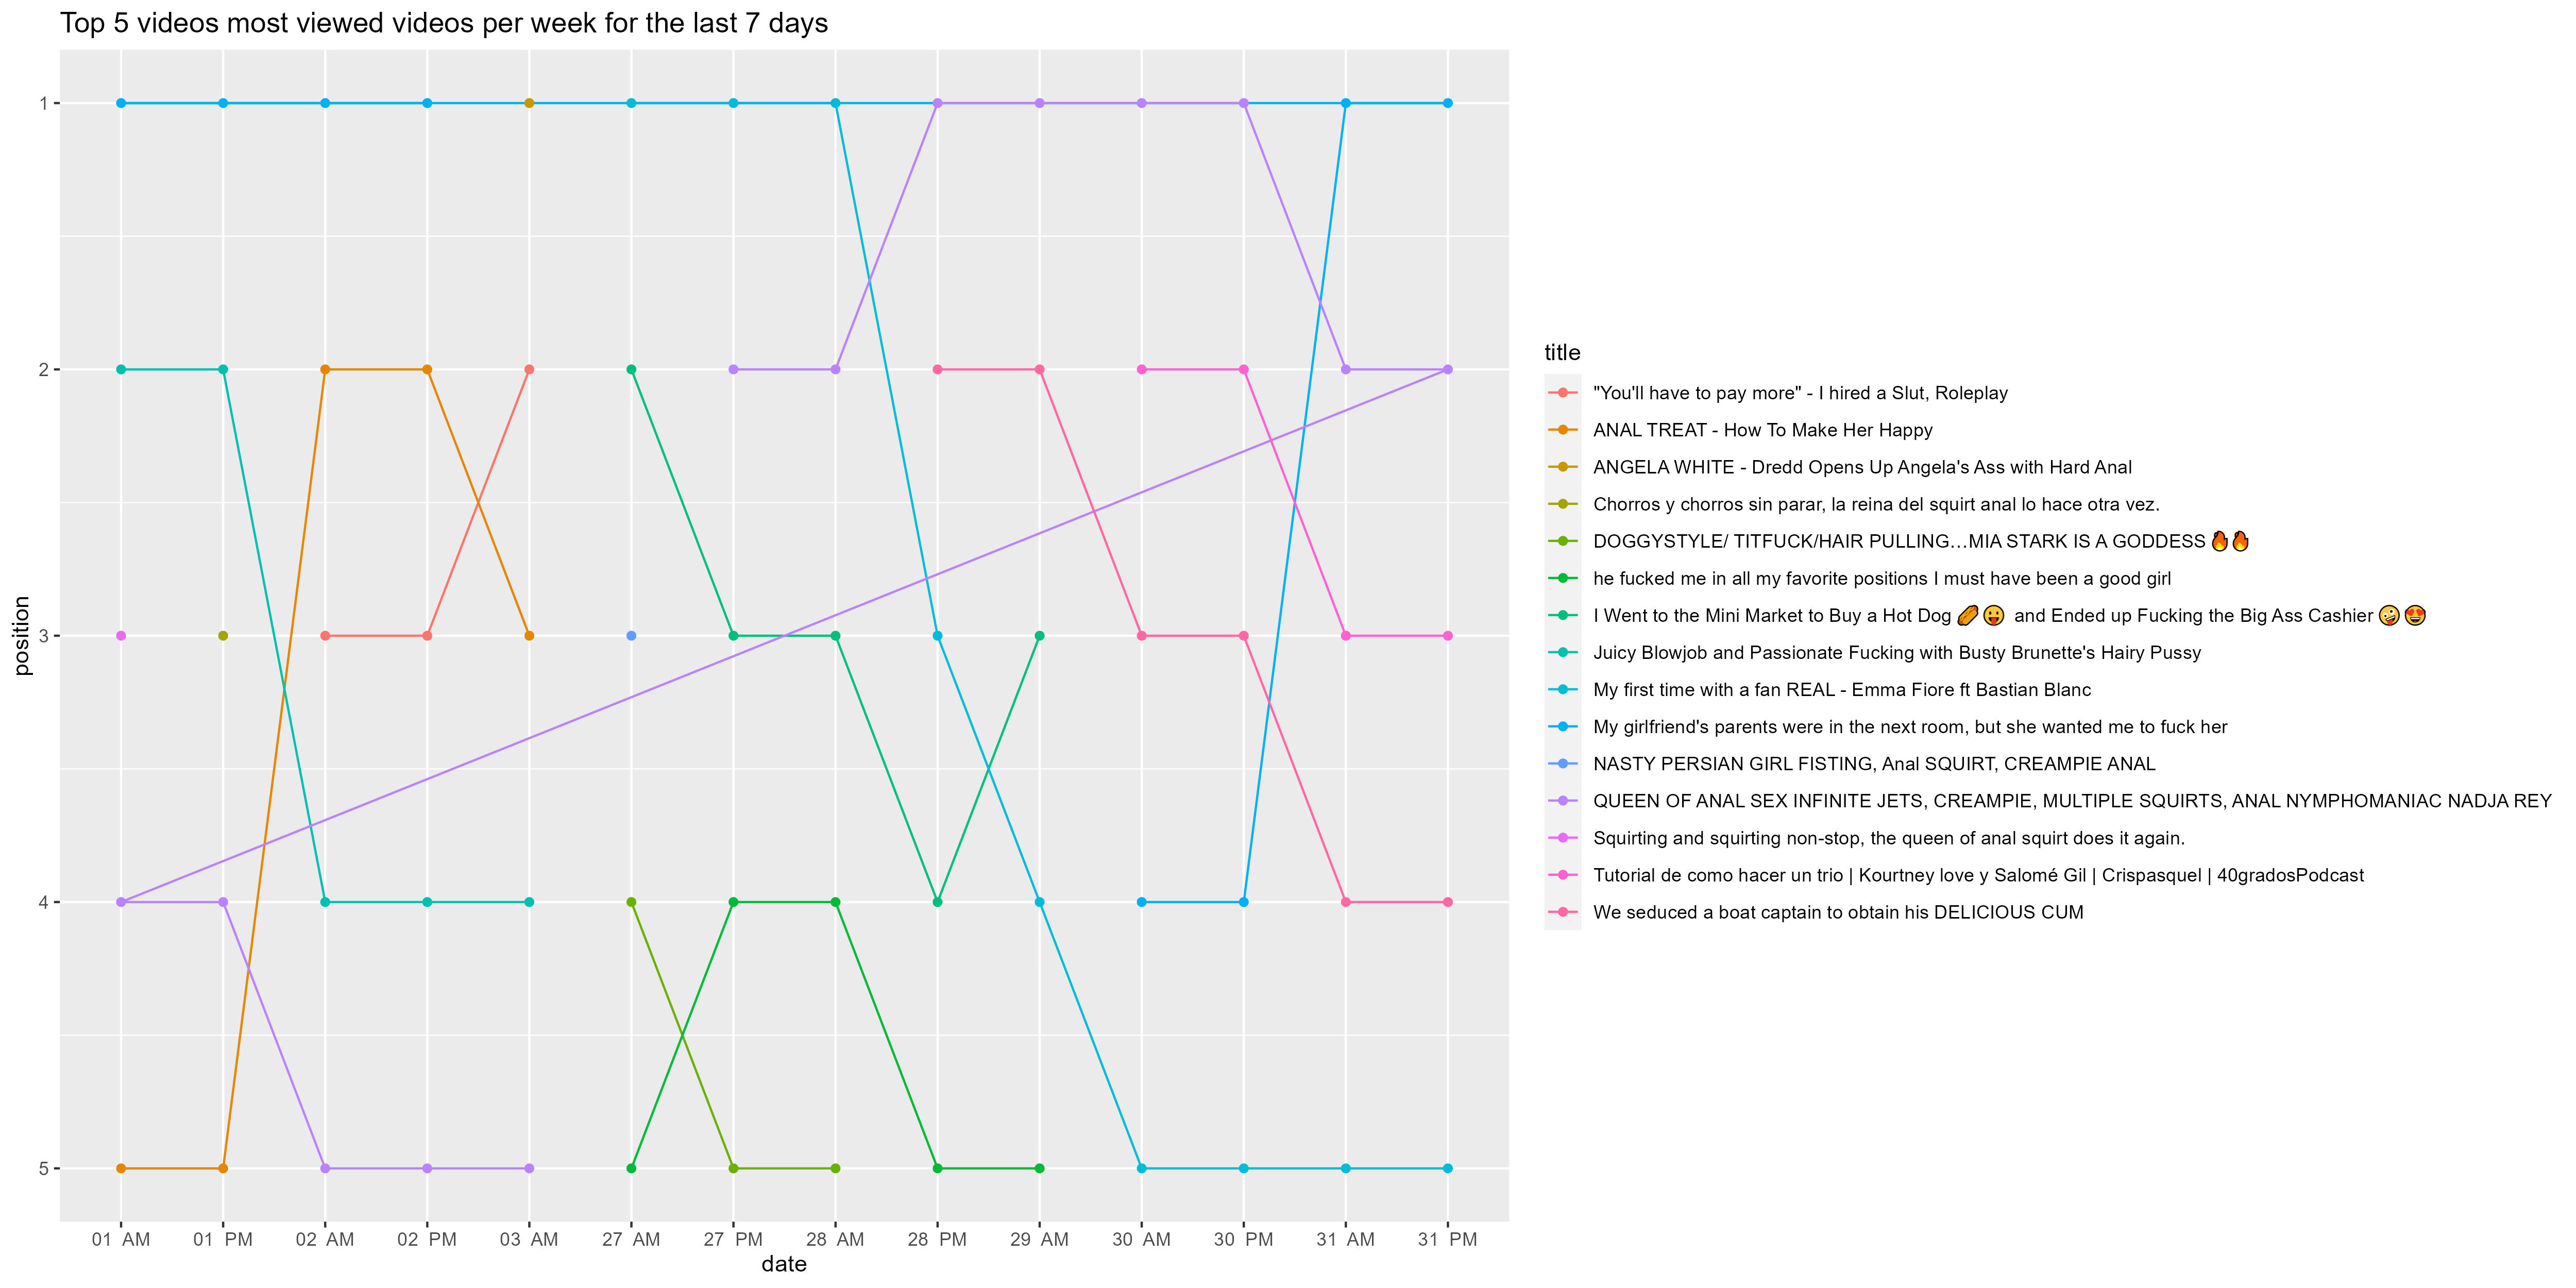 Top 5 videos most viewed videos per week for the last 7 days
position
1
2
3
4
5
01 AM 01 PM 02 AM 02 PM 03 AM 27 AM 27 PM 28 AM 28 PM 29 AM 30 AM 30 PM 31 AM 31 PM
date
title
"You'll have to pay more" - I hired a Slut, Roleplay
ANAL TREAT - How To Make Her Happy
ANGELA WHITE - Dredd Opens Up Angela's Ass with Hard Anal
Chorros y chorros sin parar, la reina del squirt anal lo hace otra vez.
DOGGYSTYLE/ TITFUCK/HAIR PULLING…MIA STARK IS A GODDESS 🔥🔥
he fucked me in all my favorite positions I must have been a good girl
I Went to the Mini Market to Buy a Hot Dog 🌭😛 and Ended up Fucking the Big Ass Cashier 🤪😍
Juicy Blowjob and Passionate Fucking with Busty Brunette's Hairy Pussy
My first time with a fan REAL - Emma Fiore ft Bastian Blanc
My girlfriend's parents were in the next room, but she wanted me to fuck her
NASTY PERSIAN GIRL FISTING, Anal SQUIRT, CREAMPIE ANAL
QUEEN OF ANAL SEX INFINITE JETS, CREAMPIE, MULTIPLE SQUIRTS, ANAL NYMPHOMANIAC NADJA REY
Squirting and squirting non-stop, the queen of anal squirt does it again.
Tutorial de como hacer un trio | Kourtney love y Salomé Gil | Crispasquel | 40gradosPodcast
We seduced a boat captain to obtain his DELICIOUS CUM